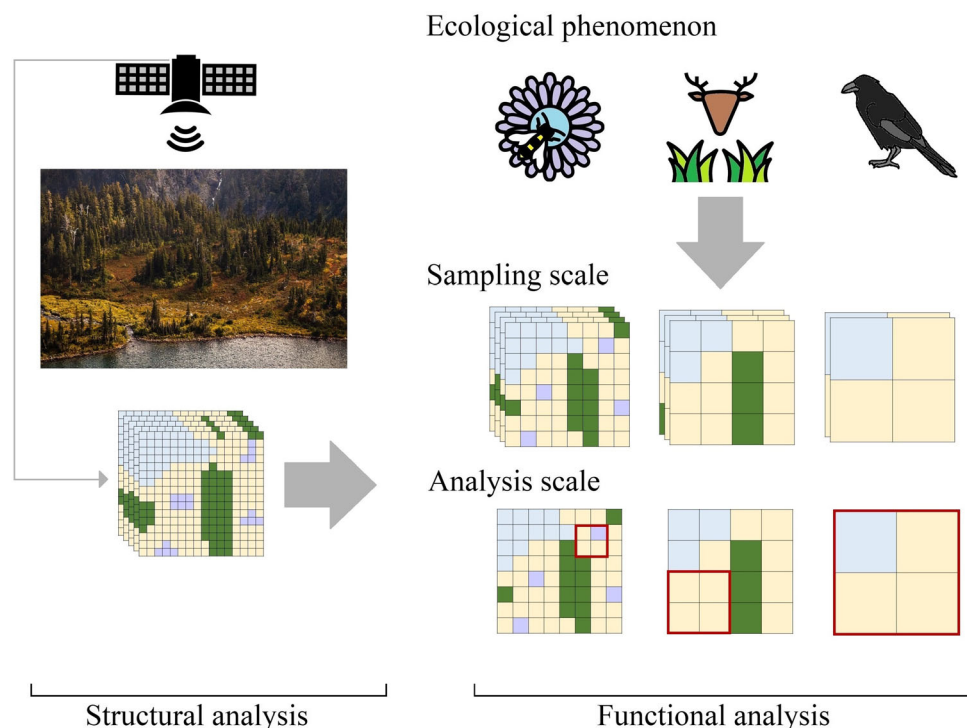 Ecological phenomenon
Sampling scale
Analysis scale
Structural analysis
Functional analysis